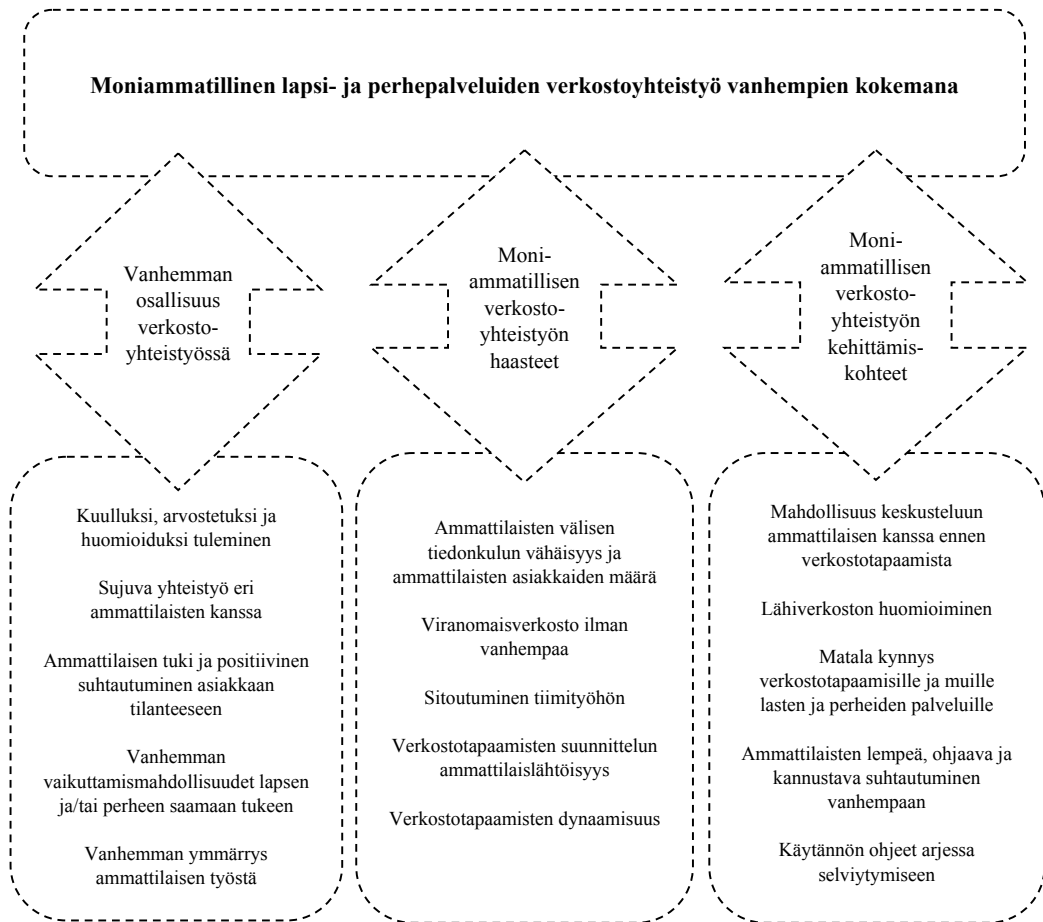 Moniammatillinen lapsi- ja perhepalveluiden verkostoyhteistyö vanhempien kokemana
Vanhemman
osallisuus
verkosto-
yhteistyössä
Moni-
ammatillisen
verkosto-
yhteistyön
haasteet
Moni-
ammatillisen
verkosto-
yhteistyön
kehittämis-
kohteet
Kuulluksi, arvostetuksi ja
huomioiduksi tuleminen
Sujuva yhteistyö eri
ammattilaisten kanssa
Ammattilaisen tuki ja positiivinen
suhtautuminen asiakkaan
tilanteeseen
Vanhemman
vaikuttamismahdollisuudet lapsen
ja/tai perheen saamaan tukeen
Vanhemman ymmärrys
ammattilaisen työstä
Ammattilaisten välisen
tiedonkulun vähäisyys ja
ammattilaisten asiakkaiden määrä
Viranomaisverkosto ilman
vanhempaa
Sitoutuminen tiimityöhön
Verkostotapaamisten suunnittelun
ammattilaislähtöisyys
Verkostotapaamisten dynaamisuus
Mahdollisuus keskusteluun
ammattilaisen kanssa ennen
verkostotapaamista
Lähiverkoston huomioiminen
Matala kynnys
verkostotapaamisille ja muille
lasten ja perheiden palveluille
Ammattilaisten lempeä, ohjaava ja
kannustava suhtautuminen
vanhempaan
Käytännön ohjeet arjessa
selviytymiseen